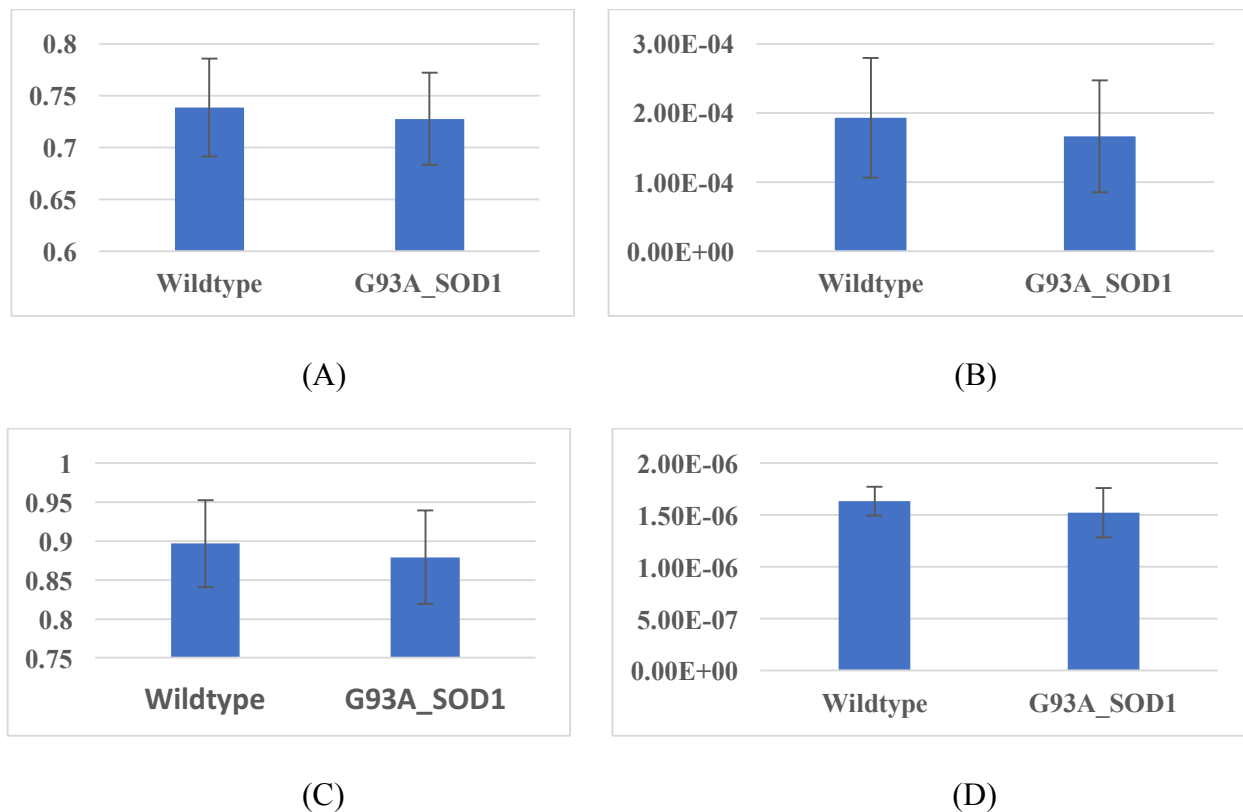 0.8
0.75
0.7
0.65
0.6
Wildtype G93A_SOD1
(A)
3.00E-04
2.00E-04
1.00E-04
0.00E+00
Wildtype G93A_SOD1
(B)
1
0.95
0.9
0.85
0.8
0.75
Wildtype G93A_SOD1
(C)
2.00E-06
1.50E-06
1.00E-06
5.00E-07
0.00E+00
Wildtype G93A_SOD1
(D)